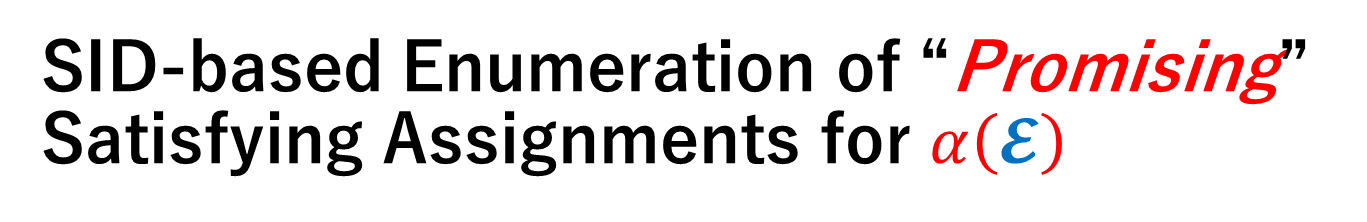 SID-based Enumeration of “Promising”
Satisfying Assignments for α(ℰ)